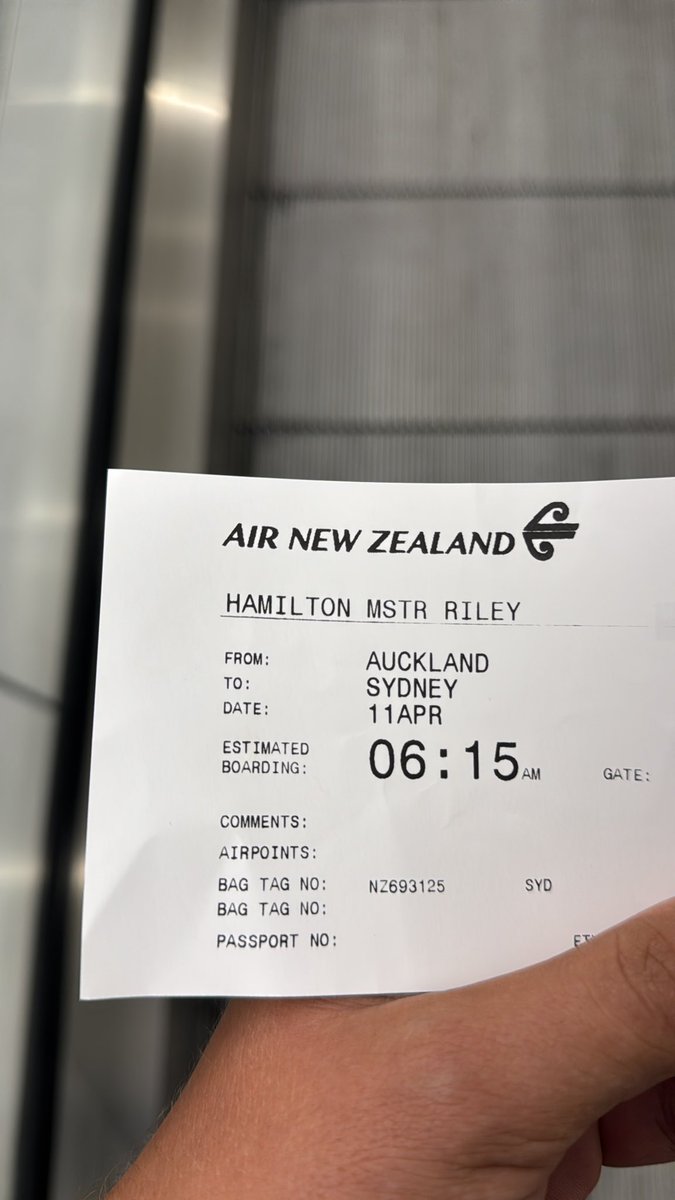 AIR NEW ZEALAND
HAMILTON MSTR RILEY
FROM: AUCKLAND
TO: SYDNEY
DATE: 11APR
ESTIMATED
BOARDING: 06:15AM GATE:
COMMENTS:
AIRPOINTS:
BAG TAG NO: NZ693125 SYD
BAG TAG NO:
PASSPORT NO: